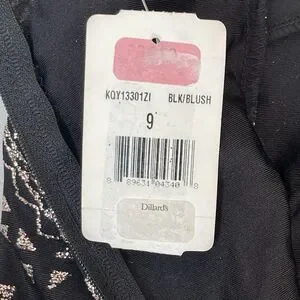 KQY13301ZI BLK/BLUSH
9
8 89631 04340 8
Dillard's